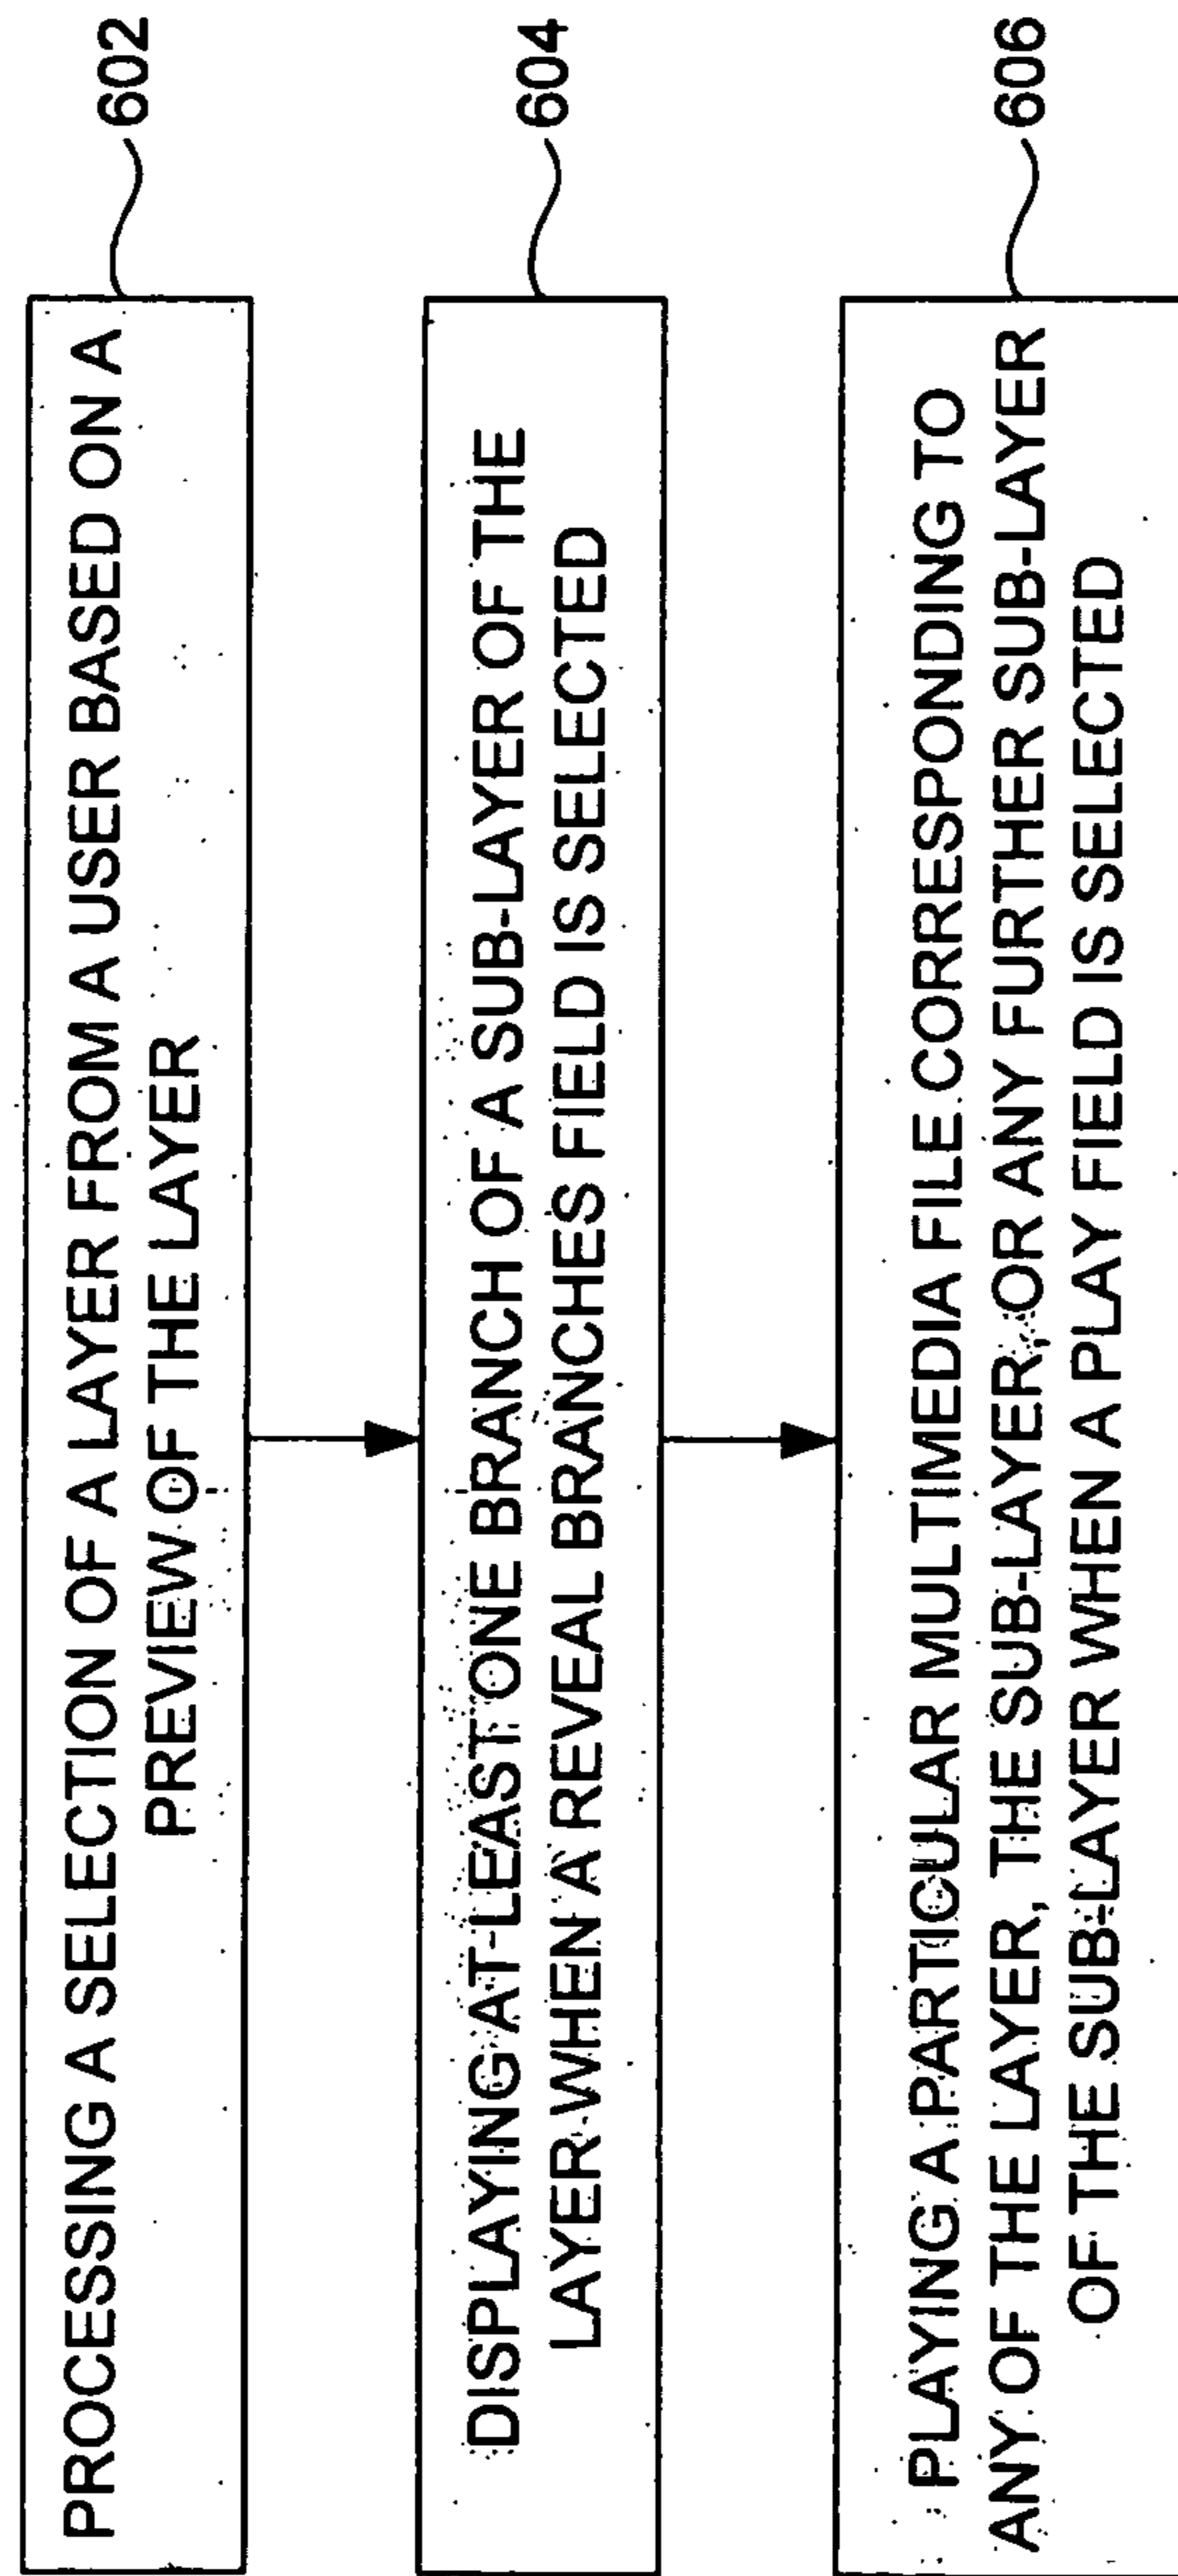 PROCESSING A SELECTION OF A LAYER FROM A USER BASED ON A
PREVIEW OF THE LAYER
602
DISPLAYING AT-LEAST ONE BRANCH OF A SUB-LAYER OF THE
LAYER WHEN A REVEAL BRANCHES FIELD IS SELECTED
604
PLAYING A PARTICULAR MULTIMEDIA FILE CORRESPONDING TO
ANY OF THE LAYER, THE SUB-LAYER, OR ANY FURTHER SUB-LAYER
OF THE SUB-LAYER WHEN A PLAY FIELD IS SELECTED
606